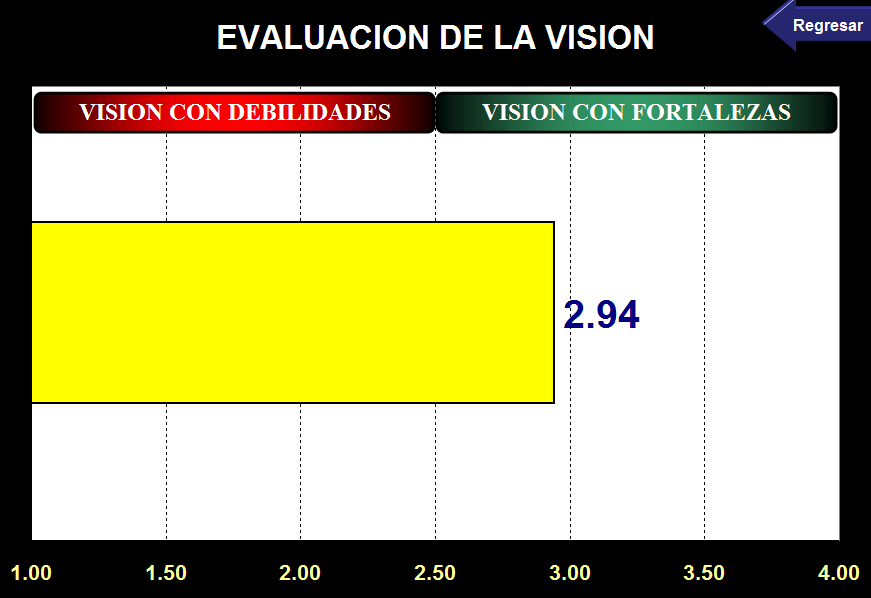 EVALUACION DE LA VISION
Regresar
VISION CON DEBILIDADES
VISION CON FORTALEZAS
2.94
1.00 1.50 2.00 2.50 3.00 3.50 4.00